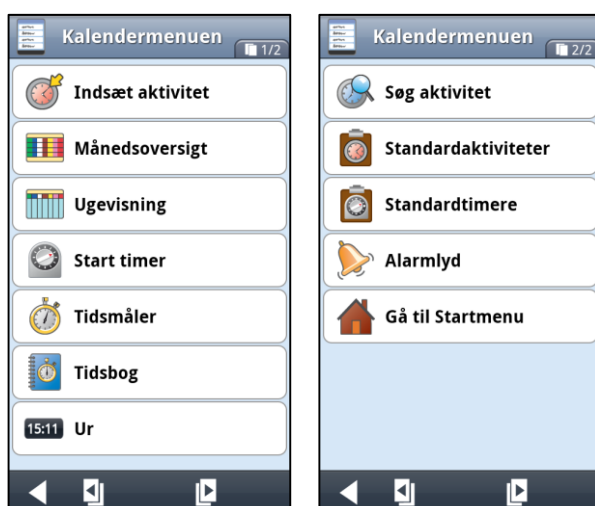 Kalendermenuen
1/2
Indsæt aktivitet
Månedsoversigt
Ugevisning
Start timer
Tidsmåler
Tidsbog
15:11 Ur
Kalendermenuen
2/2
Søg aktivitet
Standardaktiviteter
Standardtimere
Alarmlyd
Gå til Startmenu